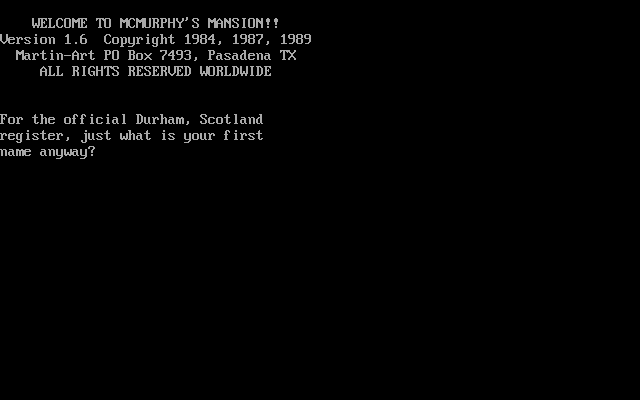 WELCOME TO MCMURPHY'S MANSION!!
Version 1.6  Copyright 1984, 1987, 1989
Martin-Art PO Box 7493, Pasadena TX
ALL RIGHTS RESERVED WORLDWIDE
For the official Durham, Scotland
register, just what is your first
name anyway?